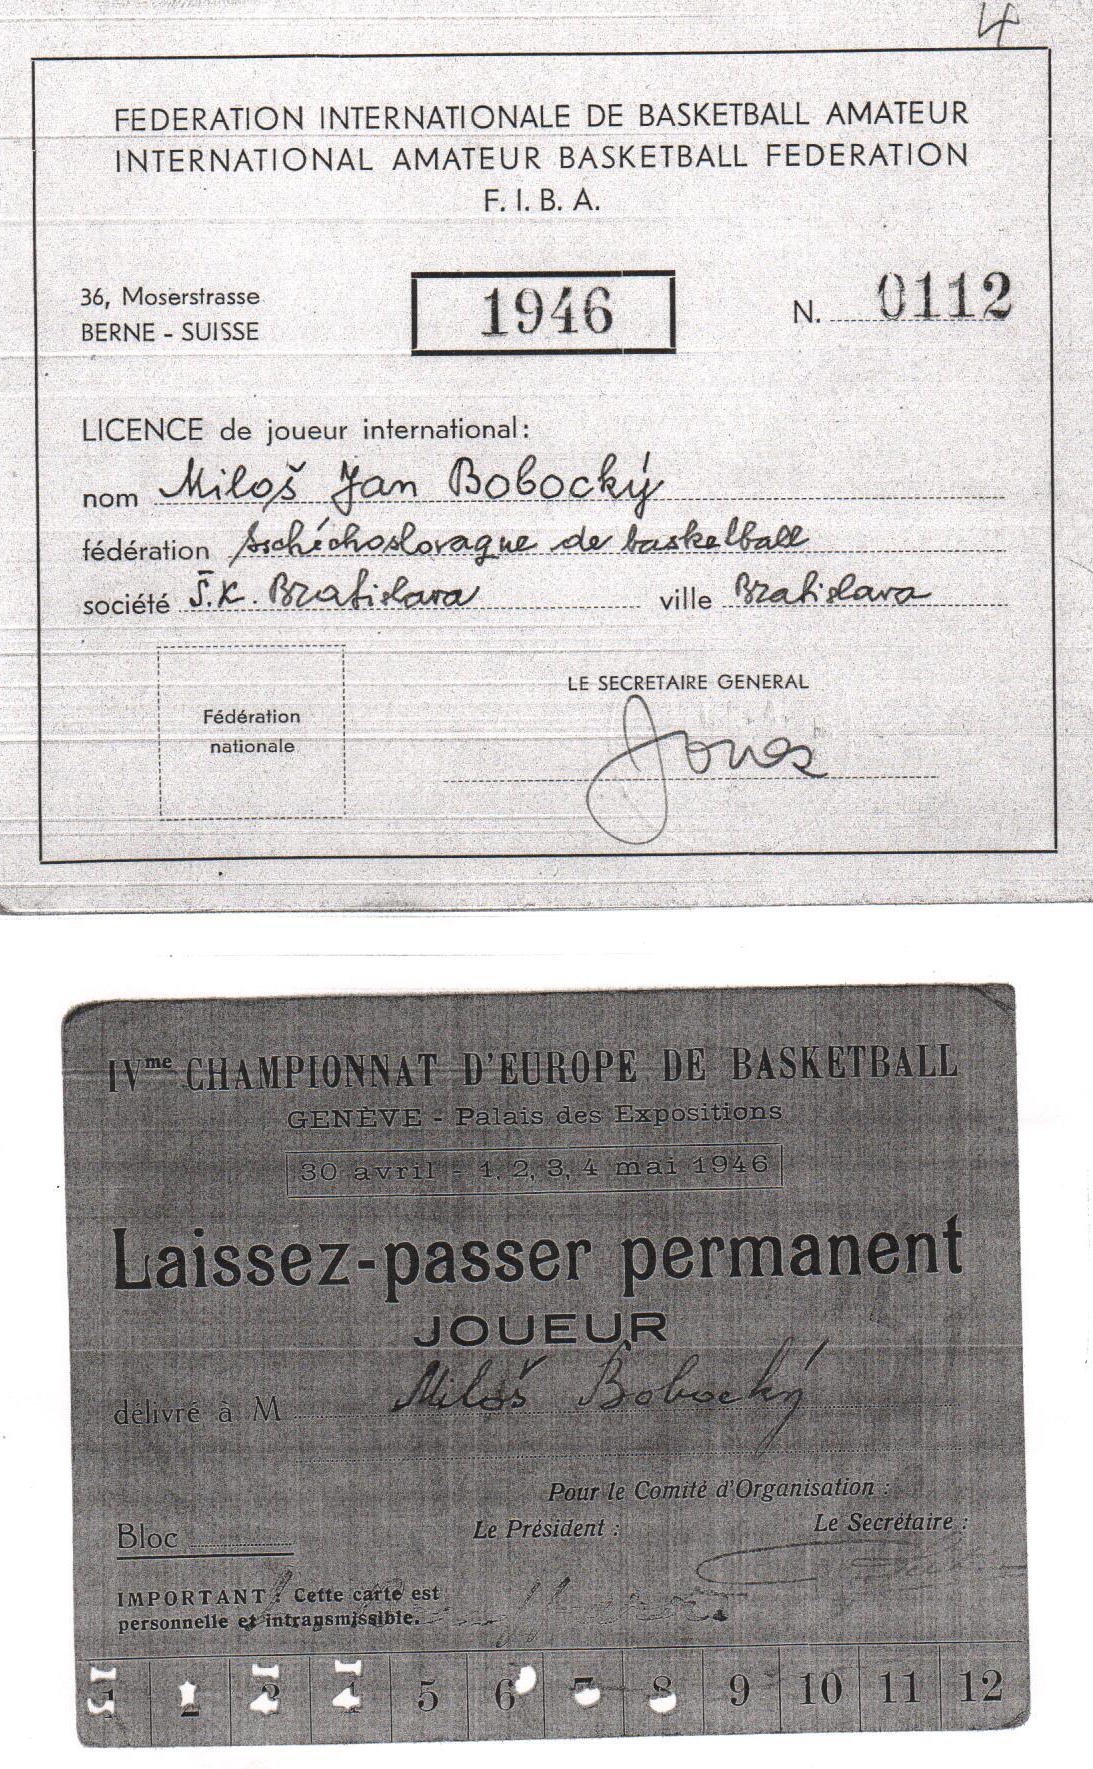 4
FEDERATION INTERNATIONALE DE BASKETBALL AMATEUR
INTERNATIONAL AMATEUR BASKETBALL FEDERATION
F. I. B. A.
36, Moserstrasse
BERNE - SUISSE
1946
N. 0112
LICENCE de joueur international:
nom Miloš Jan Bobocký
fédération tschéchoslovaque de basketball
société Š.K. Bratislava ville Bratislava
Fédération
nationale
LE SECRETAIRE GENERAL
Jones
IVme CHAMPIONNAT D'EUROPE DE BASKETBALL
GENÈVE - Palais des Expositions
30 avril - 1, 2, 3, 4 mai 1946
Laissez-passer permanent
JOUEUR
délivré à M Miloš Bobocký
Pour le Comité d'Organisation :
Le Président : Le Secrétaire :
Bloc
IMPORTANT : Cette carte est
personnelle et intransmissible.
1 2 3 4 5 6 7 8 9 10 11 12